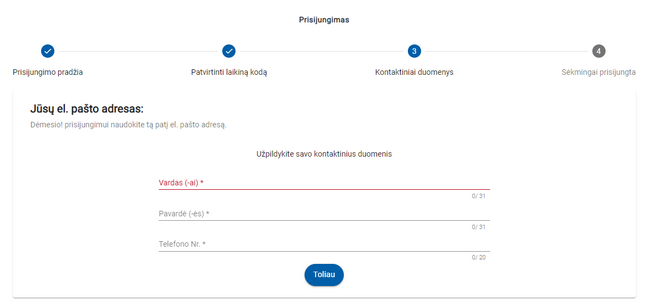 Prisijungimas
3
4
Prisijungimo pradžia
Patvirtinti laikiną kodą
Kontaktiniai duomenys
Sėkmingai prisijungta
Jūsų el. pašto adresas:
Dėmesio! prisijungimui naudokite tą patį el. pašto adresą.
Užpildykite savo kontaktinius duomenis
Vardas (-ai) *
0/ 31
Pavardė (-ės) *
0/ 31
Telefono Nr. *
0/ 20
Toliau